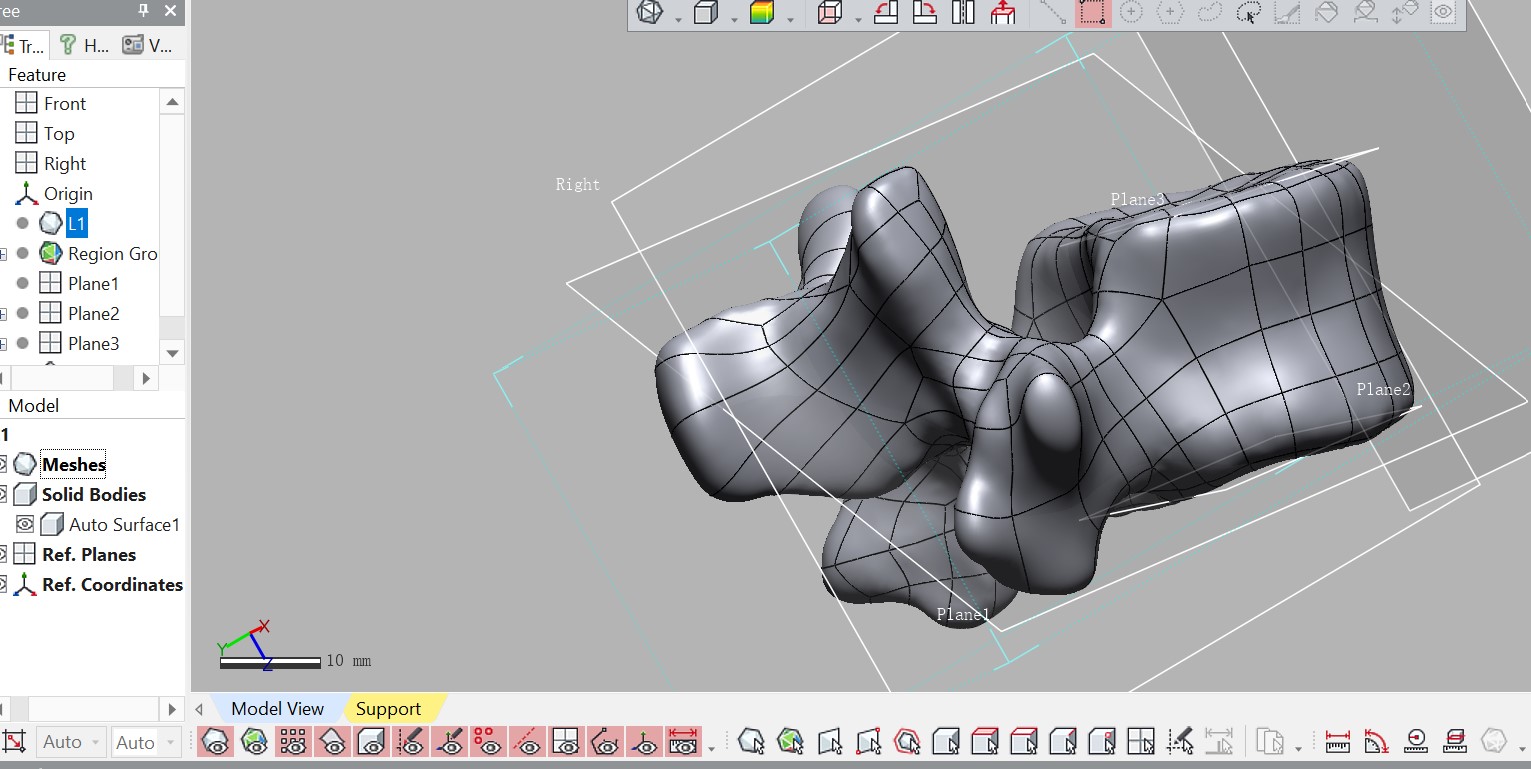 ree
Tr...
H...
V...
Feature
Front
Top
Right
Origin
L1
Region Gro
Plane1
Plane2
Plane3
Model
1
Meshes
Solid Bodies
Auto Surface1
Ref. Planes
Ref. Coordinates
Right
Plane3
Plane2
Plane1
X
Y
Z
10 mm
Model View
Support
Auto
Auto